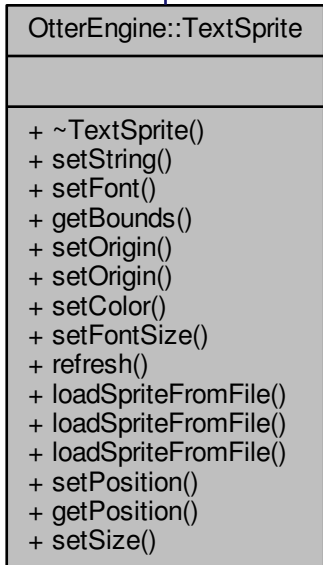 OtterEngine::TextSprite
+ ~TextSprite()
+ setString()
+ setFont()
+ getBounds()
+ setOrigin()
+ setOrigin()
+ setColor()
+ setFontSize()
+ refresh()
+ loadSpriteFromFile()
+ loadSpriteFromFile()
+ loadSpriteFromFile()
+ setPosition()
+ getPosition()
+ setSize()